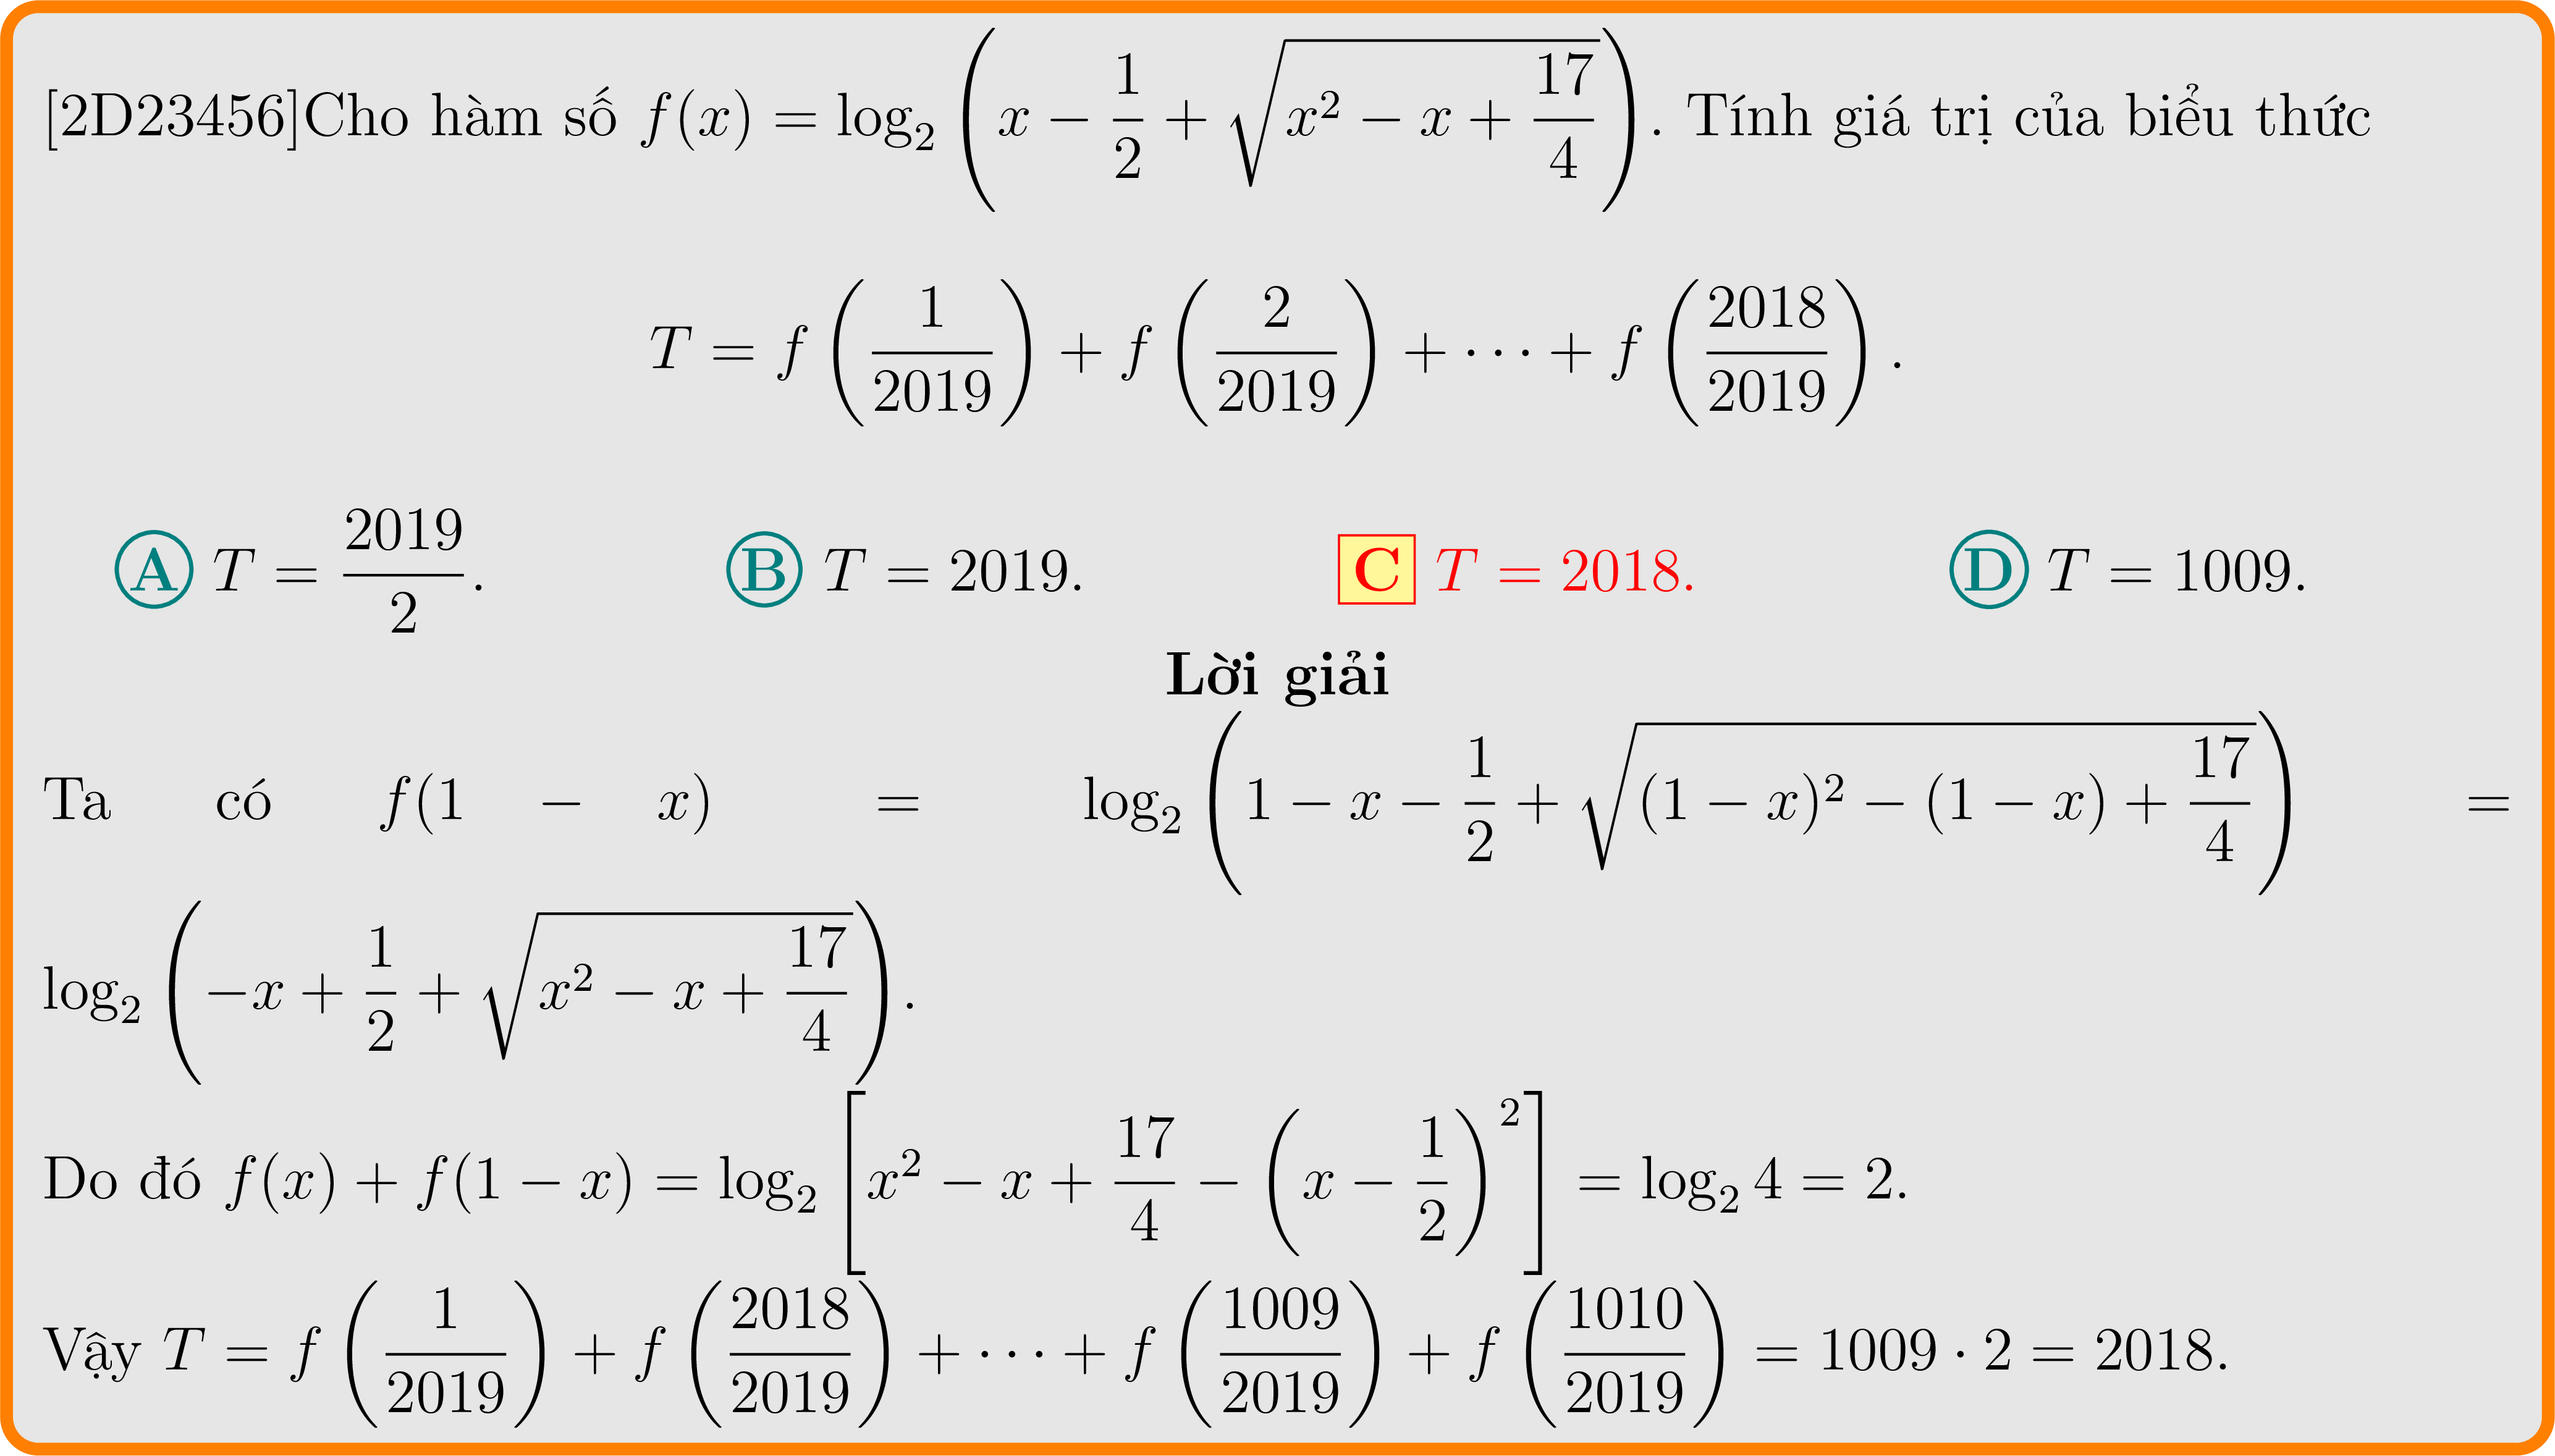 [2D23456]Cho hàm số $f(x) = \log_2 \left( x - \frac{1}{2} + \sqrt{x^2 - x + \frac{17}{4}} \right)$. Tính giá trị của biểu thức
$T = f\left(\frac{1}{2019}\right) + f\left(\frac{2}{2019}\right) + \cdots + f\left(\frac{2018}{2019}\right).$
A $T = \frac{2019}{2}$. B $T = 2019$. C $T = 2018$. D $T = 1009$.
Lời giải
Ta có $f(1 - x) = \log_2 \left( 1 - x - \frac{1}{2} + \sqrt{(1 - x)^2 - (1 - x) + \frac{17}{4}} \right) =$
$\log_2 \left( -x + \frac{1}{2} + \sqrt{x^2 - x + \frac{17}{4}} \right)$.
Do đó $f(x) + f(1 - x) = \log_2 \left[ x^2 - x + \frac{17}{4} - \left( x - \frac{1}{2} \right)^2 \right] = \log_2 4 = 2$.
Vậy $T = f\left(\frac{1}{2019}\right) + f\left(\frac{2018}{2019}\right) + \cdots + f\left(\frac{1009}{2019}\right) + f\left(\frac{1010}{2019}\right) = 1009 \cdot 2 = 2018$.